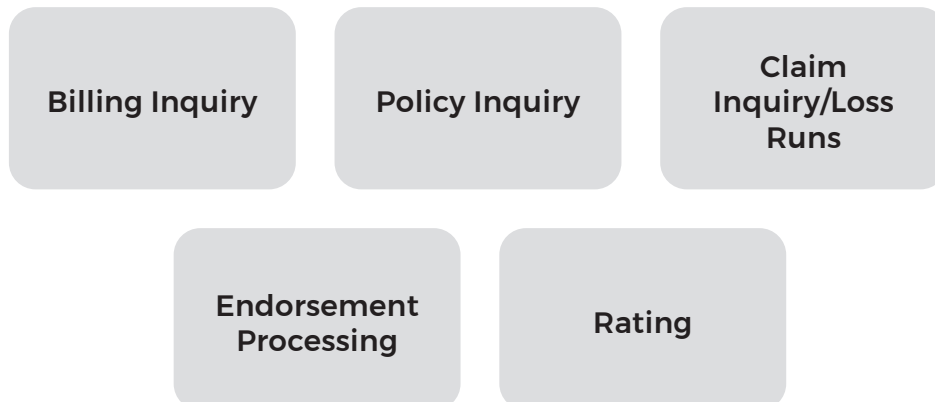 Billing Inquiry
Policy Inquiry
Claim
Inquiry/Loss
Runs
Endorsement
Processing
Rating